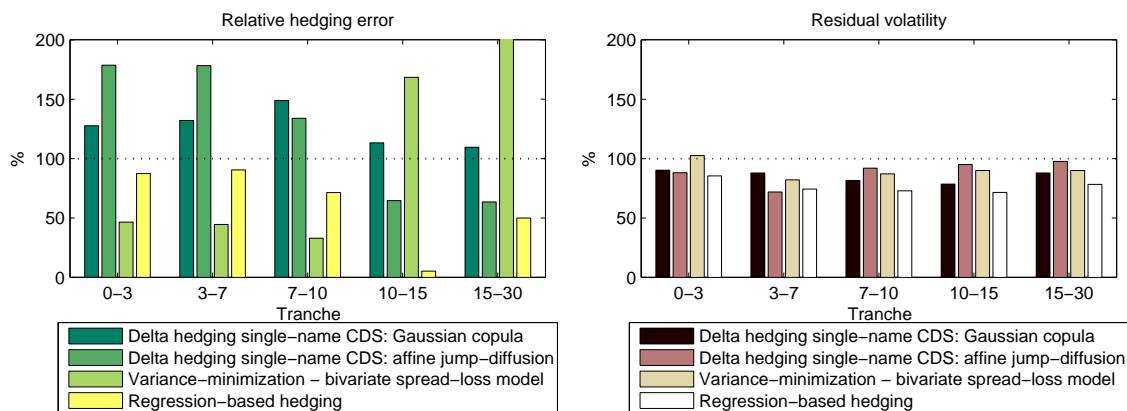 Relative hedging error
200
150
100
50
0
%
0–3 3–7 7–10 10–15 15–30
Tranche
Delta hedging single–name CDS: Gaussian copula
Delta hedging single–name CDS: affine jump–diffusion
Variance–minimization – bivariate spread–loss model
Regression–based hedging
Residual volatility
200
150
100
50
0
%
0–3 3–7 7–10 10–15 15–30
Tranche
Delta hedging single–name CDS: Gaussian copula
Delta hedging single–name CDS: affine jump–diffusion
Variance–minimization – bivariate spread–loss model
Regression–based hedging